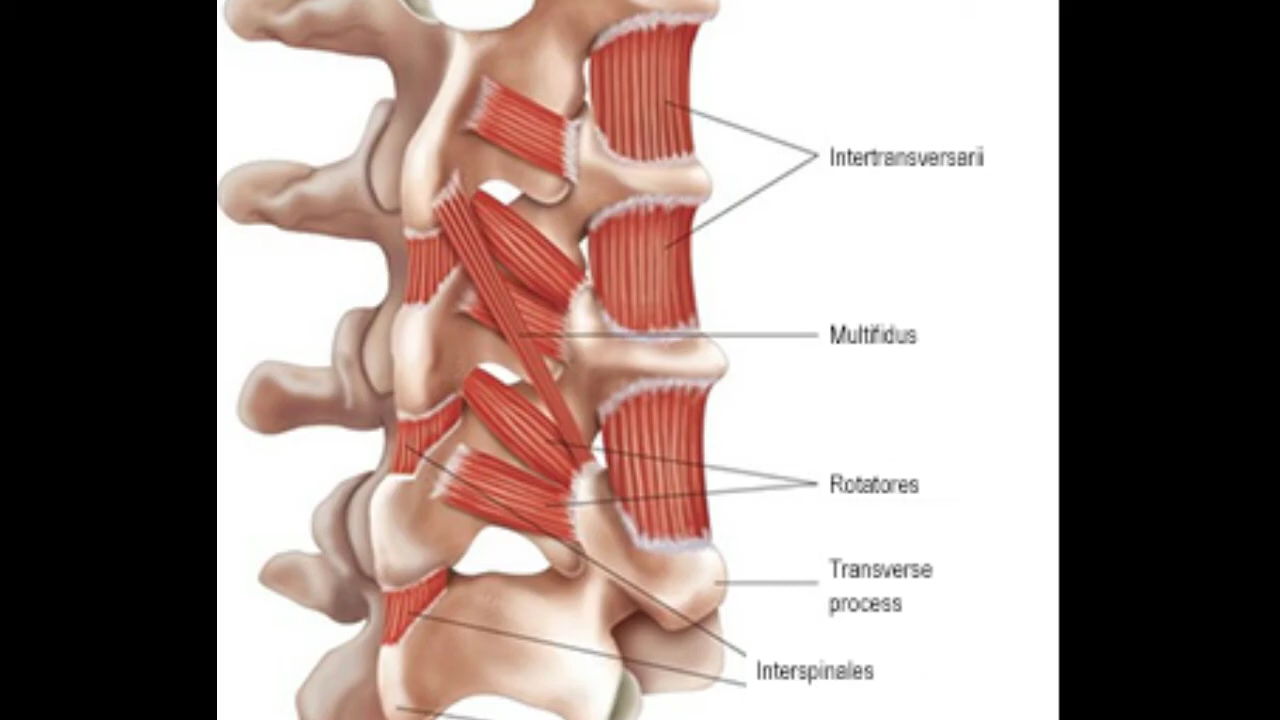 Intertransversarii
Multifidus
Rotatores
Transverse
process
Interspinales